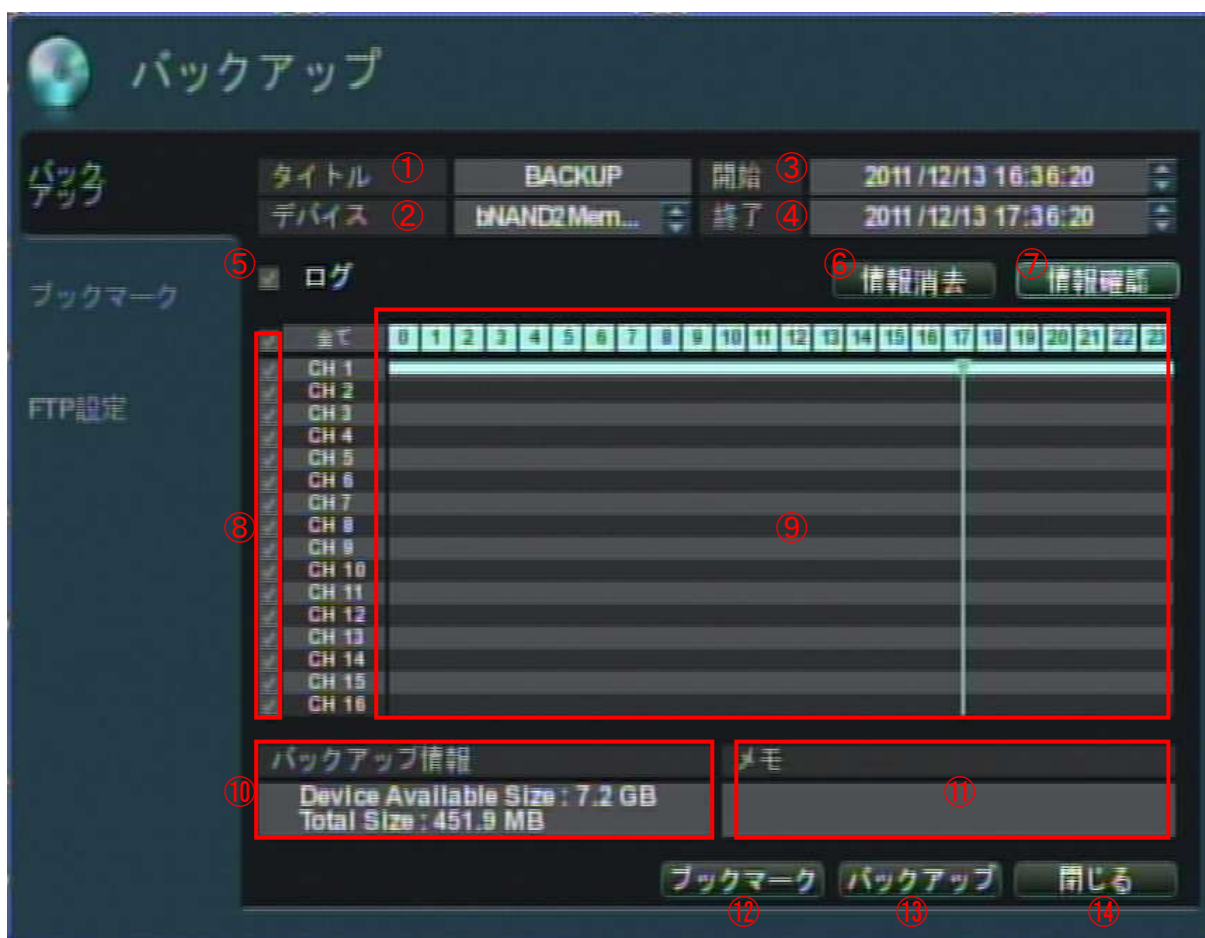 バックアップ
バック
アップ
ブックマーク
FTP設定
タイトル ① BACKUP 開始 ③ 2011/12/13 16:36:20
デバイス ② bNAND2Mem... 終了 ④ 2011/12/13 17:36:20
⑤ ログ ⑥ 情報消去 ⑦ 情報確認
全て 0 1 2 3 4 5 6 7 8 9 10 11 12 13 14 15 16 17 18 19 20 21 22 23
CH 1
CH 2
CH 3
CH 4
CH 5
CH 6
CH 7
⑧ CH 8 ⑨
CH 9
CH 10
CH 11
CH 12
CH 13
CH 14
CH 15
CH 16
バックアップ情報 メモ
⑩ Device Available Size : 7.2 GB ⑪
Total Size : 451.9 MB
ブックマーク バックアップ 閉じる
⑫ ⑬ ⑭